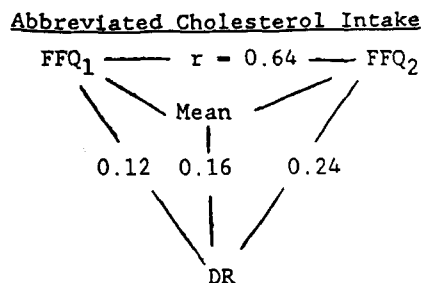 Abbreviated Cholesterol Intake
FFQ1 r = 0.64 FFQ2
Mean
0.12 0.16 0.24
DR